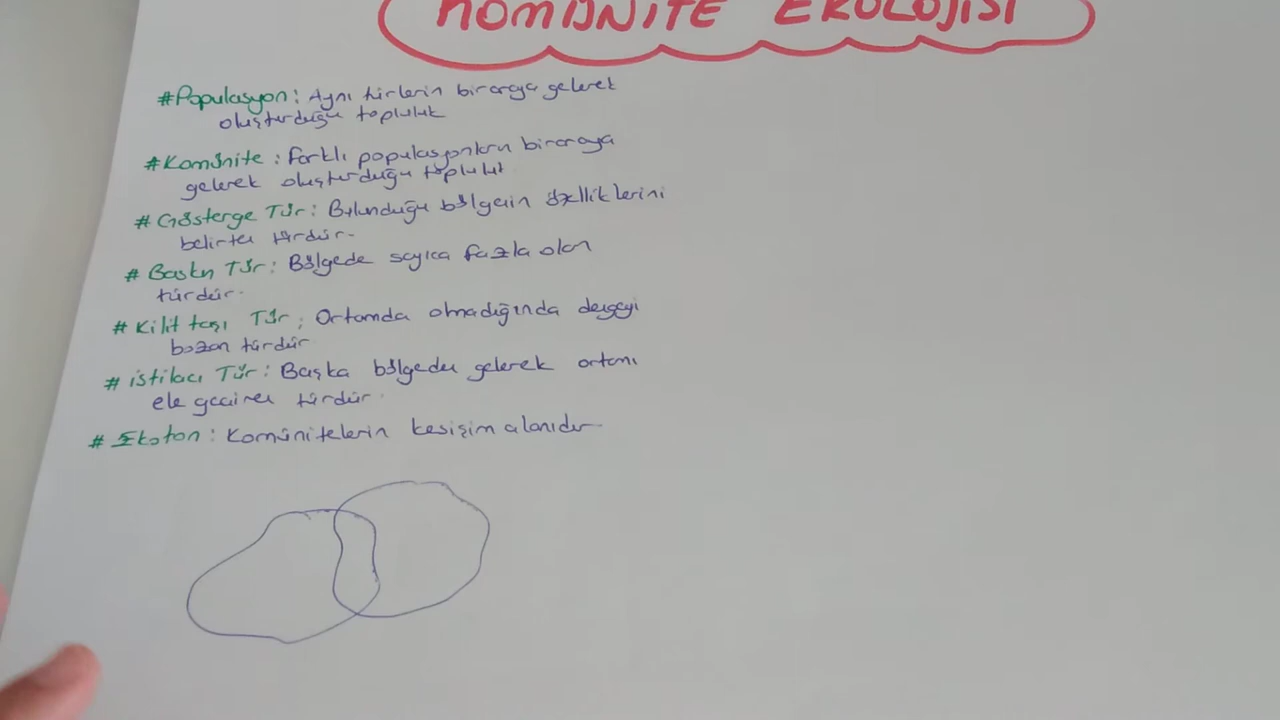 KOMÜNİTE EKOLOJİSİ
#Populasyon: Aynı türlerin biraraya gelerek
oluşturduğu topluluk
#Komünite: Farklı populasyonların biraraya
gelerek oluşturduğu topluluk
#Gösterge Tür: Bulunduğu bölgenin özelliklerini
belirten türdür.
#Baskın Tür: Bölgede sayıca fazla olan
türdür.
#Kilit taşı Tür: Ortamda olmadığında dengeyi
bozan türdür
#istilacı Tür: Başka bölgeden gelerek ortamı
ele geçiren türdür.
#Ekoton: Komünitelerin kesişim alanıdır.